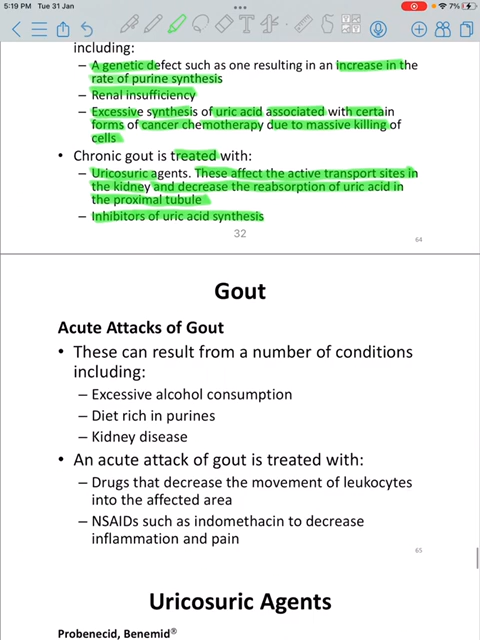 5:19 PM Tue 31 Jan
7%
including:
– A genetic defect such as one resulting in an increase in the
rate of purine synthesis
– Renal insufficiency
– Excessive synthesis of uric acid associated with certain
forms of cancer chemotherapy due to massive killing of
cells
• Chronic gout is treated with:
– Uricosuric agents. These affect the active transport sites in
the kidney and decrease the reabsorption of uric acid in
the proximal tubule
– Inhibitors of uric acid synthesis
32
64
Gout
Acute Attacks of Gout
• These can result from a number of conditions
including:
– Excessive alcohol consumption
– Diet rich in purines
– Kidney disease
• An acute attack of gout is treated with:
– Drugs that decrease the movement of leukocytes
into the affected area
– NSAIDs such as indomethacin to decrease
inflammation and pain
65
Uricosuric Agents
Probenecid, Benemid®